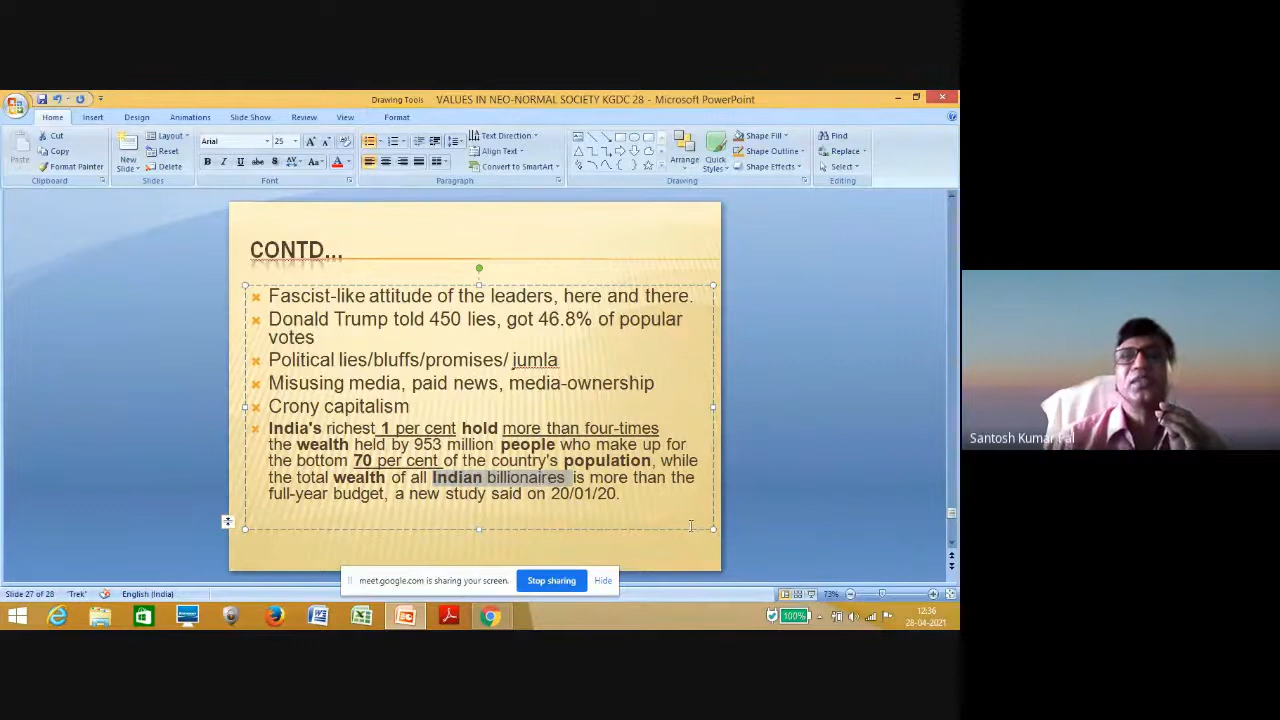 Drawing Tools
VALUES IN NEO-NORMAL SOCIETY KGDC 28 - Microsoft PowerPoint
Home Insert Design Animations Slide Show Review View Format
Paste
Cut
Copy
Format Painter
Clipboard
New Slide
Layout
Reset
Delete
Slides
Arial 25
B I U abc S AV Aa A
Font
Text Direction
Align Text
Convert to SmartArt
Paragraph
Arrange
Quick Styles
Shape Fill
Shape Outline
Shape Effects
Drawing
Find
Replace
Select
Editing
CONTD...
Fascist-like attitude of the leaders, here and there.
Donald Trump told 450 lies, got 46.8% of popular
votes
Political lies/bluffs/promises/ jumla
Misusing media, paid news, media-ownership
Crony capitalism
India's richest 1 per cent hold more than four-times
the wealth held by 953 million people who make up for
the bottom 70 per cent of the country's population, while
the total wealth of all Indian billionaires is more than the
full-year budget, a new study said on 20/01/20.
Santosh Kumar Pal
meet.google.com is sharing your screen. Stop sharing Hide
Slide 27 of 28 "Trek" English (India) 73%
100% 12:36
28-04-2021